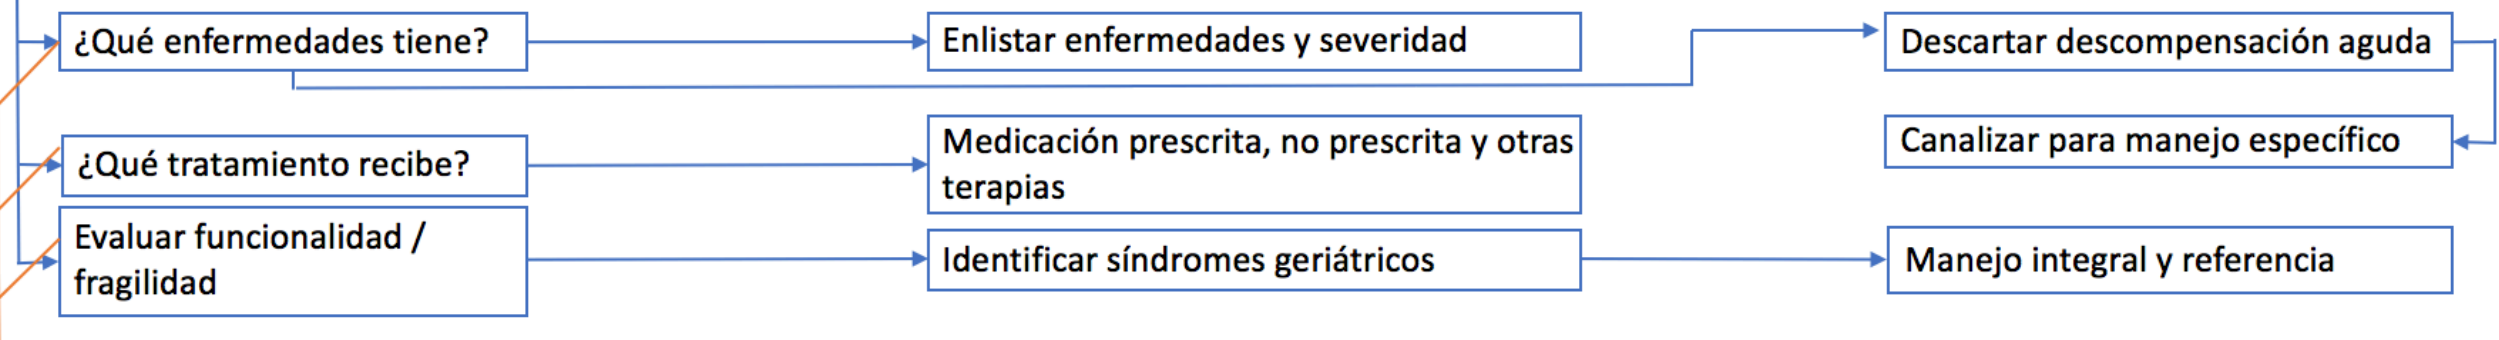 ¿Qué enfermedades tiene?
Enlistar enfermedades y severidad
Descartar descompensación aguda
¿Qué tratamiento recibe?
Medicación prescrita, no prescrita y otras
terapias
Canalizar para manejo específico
Evaluar funcionalidad /
fragilidad
Identificar síndromes geriátricos
Manejo integral y referencia